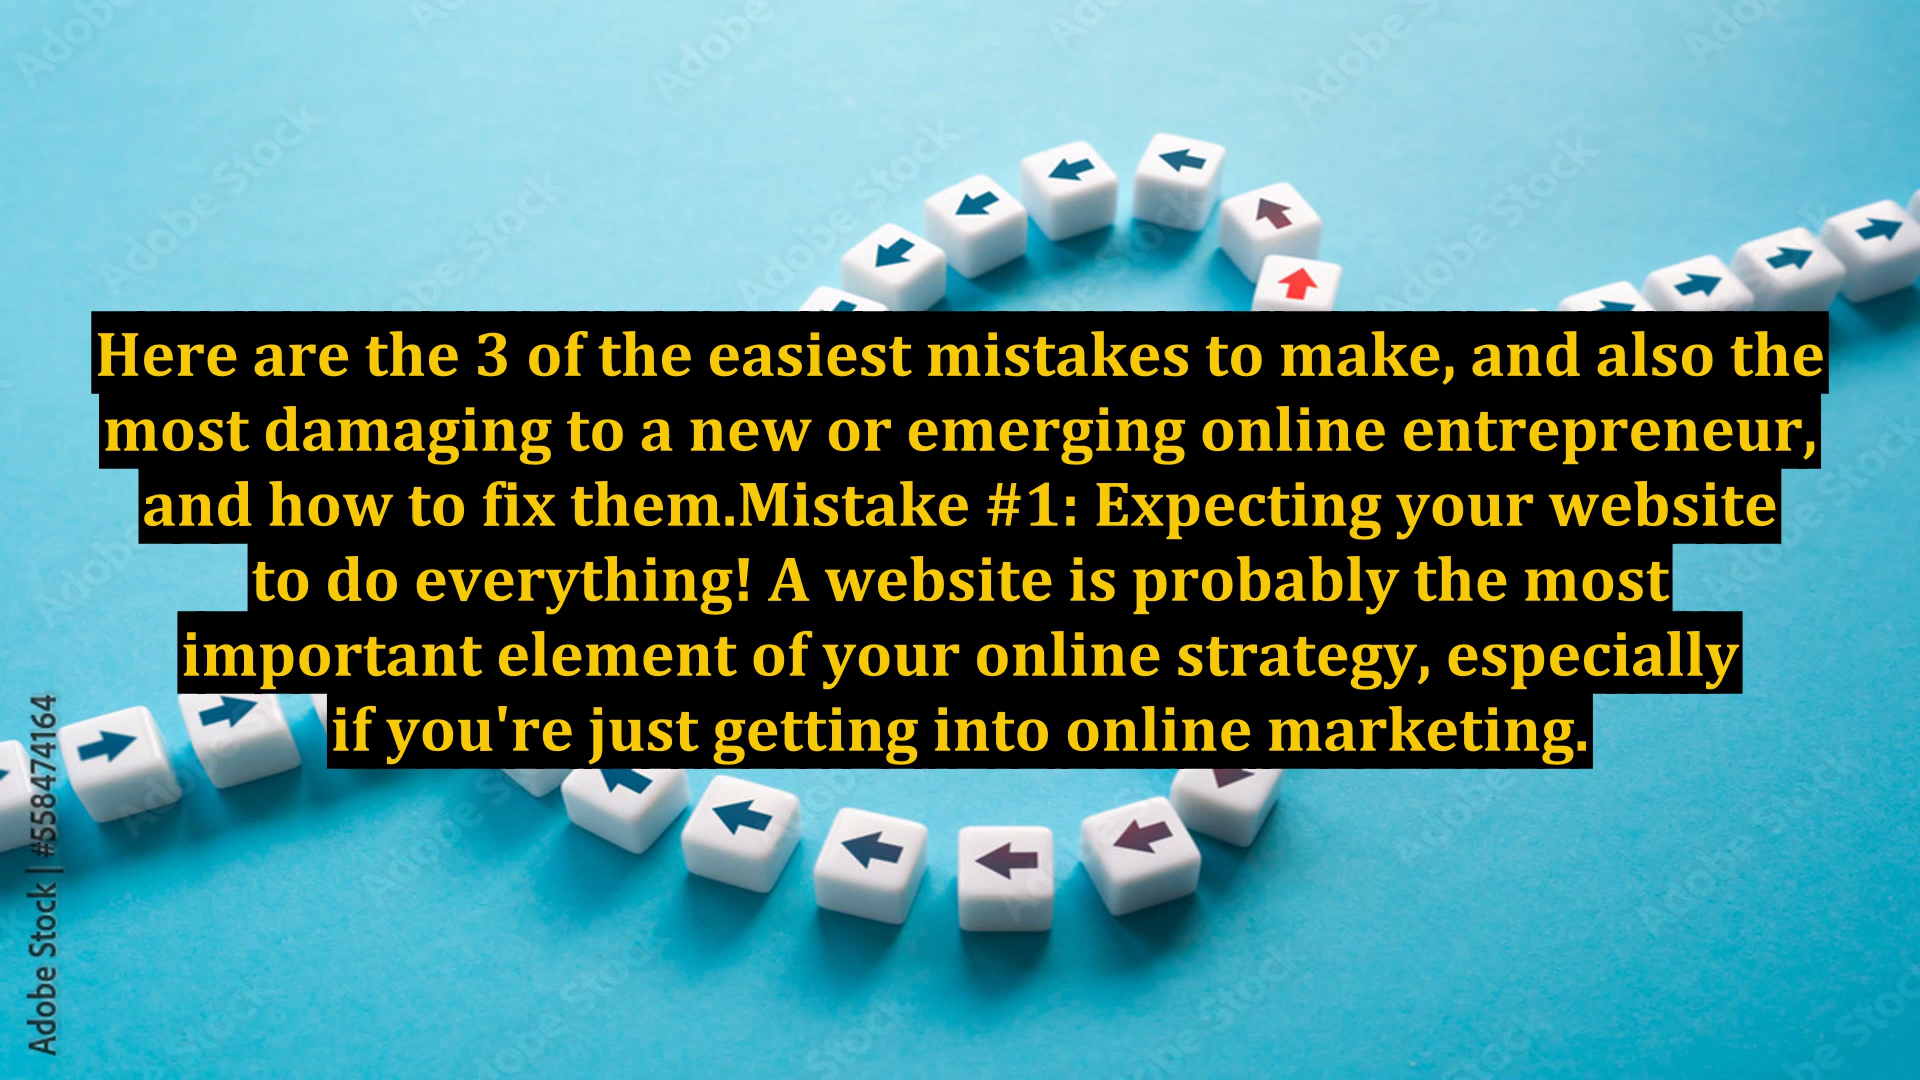 Here are the 3 of the easiest mistakes to make, and also the
most damaging to a new or emerging online entrepreneur,
and how to fix them.Mistake #1: Expecting your website
to do everything! A website is probably the most
important element of your online strategy, especially
if you're just getting into online marketing.
Adobe Stock | #558474164